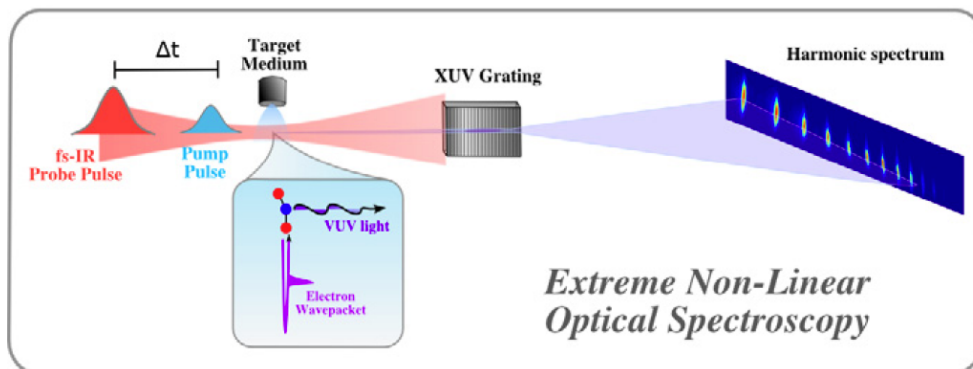 Δt
Target
Medium
XUV Grating
Harmonic spectrum
fs-IR
Probe Pulse
Pump
Pulse
VUV light
Electron
Wavepacket
Extreme Non-Linear
Optical Spectroscopy